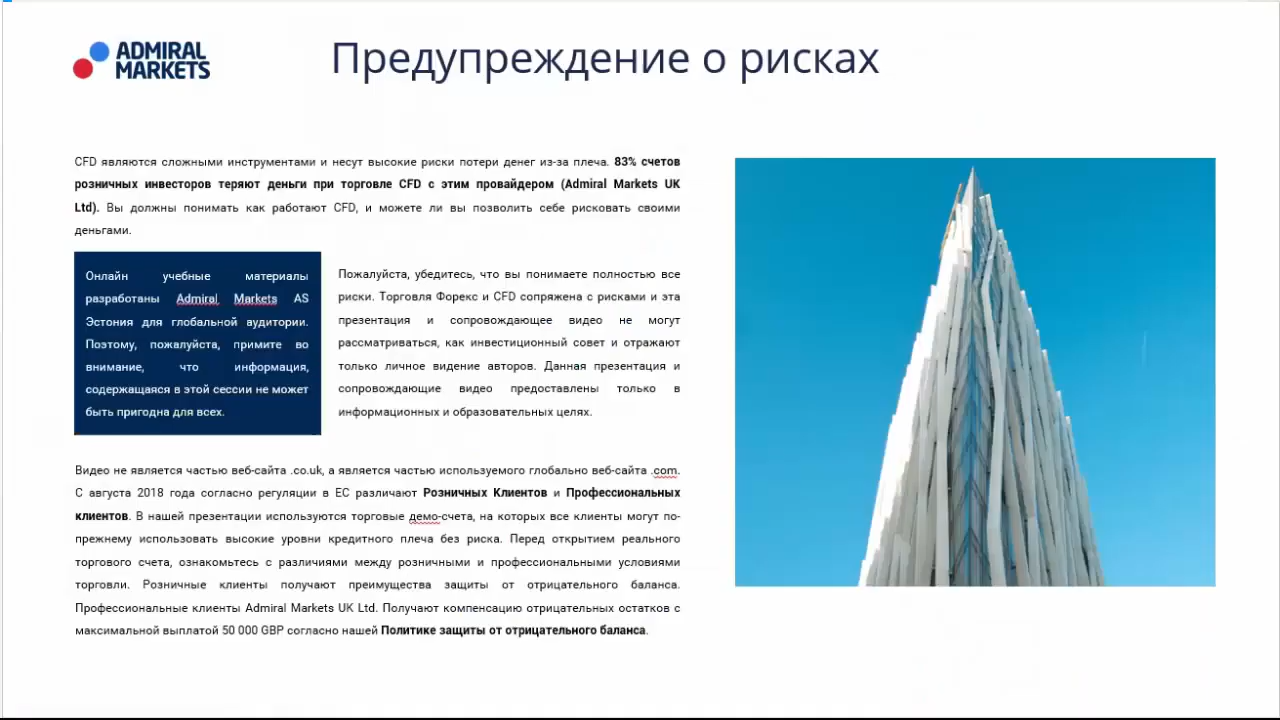 ADMIRAL
MARKETS
Предупреждение о рисках
CFD являются сложными инструментами и несут высокие риски потери денег из-за плеча. 83% счетов
розничных инвесторов теряют деньги при торговле CFD с этим провайдером (Admiral Markets UK
Ltd). Вы должны понимать как работают CFD, и можете ли вы позволить себе рисковать своими
деньгами.
Онлайн учебные материалы
разработаны Admiral Markets AS
Эстония для глобальной аудитории.
Поэтому, пожалуйста, примите во
внимание, что информация,
содержащаяся в этой сессии не может
быть пригодна для всех.
Пожалуйста, убедитесь, что вы понимаете полностью все
риски. Торговля Форекс и CFD сопряжена с рисками и эта
презентация и сопровождающее видео не могут
рассматриваться, как инвестиционный совет и отражают
только личное видение авторов. Данная презентация и
сопровождающие видео предоставлены только в
информационных и образовательных целях.
Видео не является частью веб-сайта .co.uk, а является частью используемого глобально веб-сайта .com.
С августа 2018 года согласно регуляции в ЕС различают Розничных Клиентов и Профессиональных
клиентов. В нашей презентации используются торговые демо-счета, на которых все клиенты могут по-
прежнему использовать высокие уровни кредитного плеча без риска. Перед открытием реального
торгового счета, ознакомьтесь с различиями между розничными и профессиональными условиями
торговли. Розничные клиенты получают преимущества защиты от отрицательного баланса.
Профессиональные клиенты Admiral Markets UK Ltd. Получают компенсацию отрицательных остатков с
максимальной выплатой 50 000 GBP согласно нашей Политике защиты от отрицательного баланса.